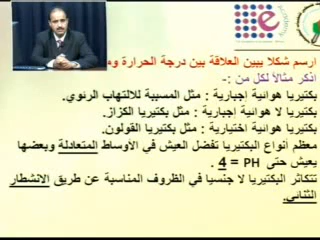 ارسم شكلا يبين العلاقة بين درجة الحرارة
اذكر مثالاً لكل من :-
بكتيريا هوائية إجبارية : مثل المسببة للالتهاب الرئوي.
بكتيريا لا هوائية إجبارية : مثل بكتيريا الكزاز.
بكتيريا هوائية اختيارية : مثل بكتيريا القولون.
معظم أنواع البكتيريا تفضل العيش في الأوساط المتعادلة وبعضها
يعيش حتى PH = 4
تتكاثر البكتيريا لا جنسيا في الظروف المناسبة عن طريق الانشطار
الثنائي.